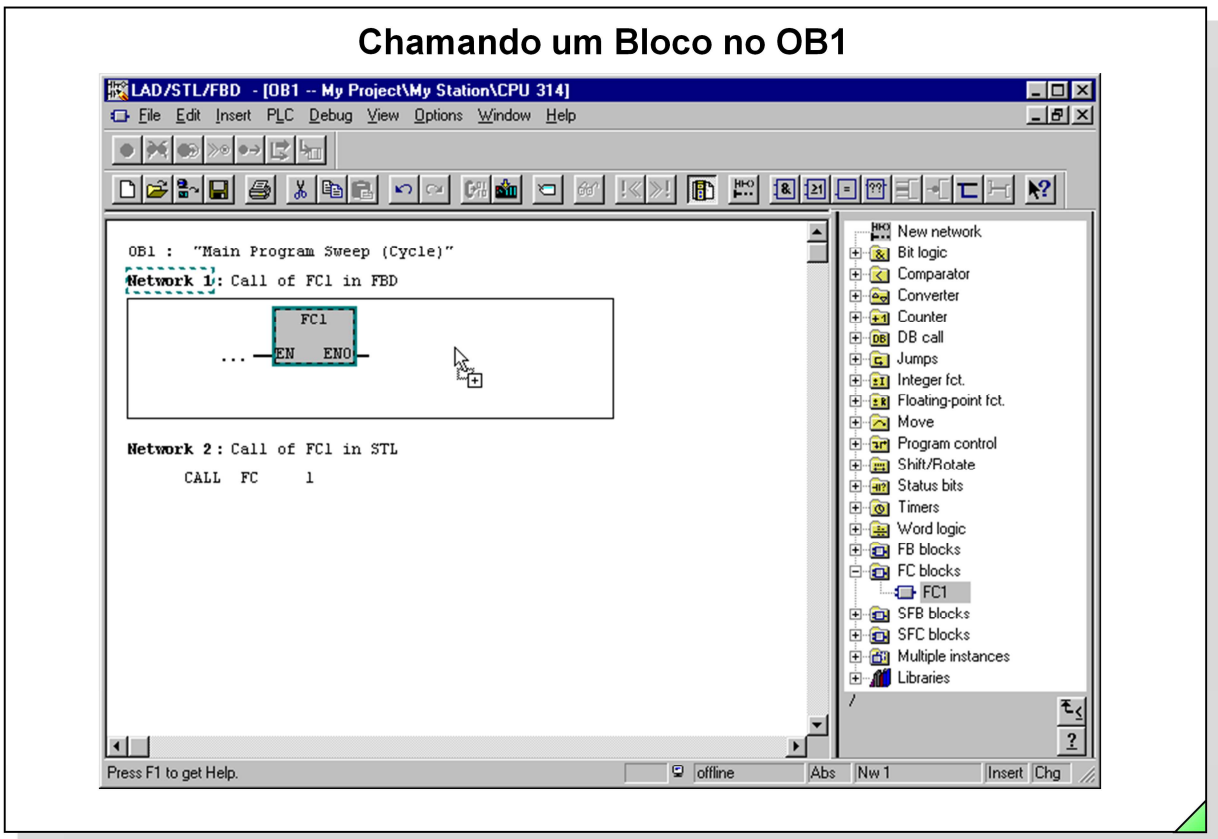 Chamando um Bloco no OB1
LAD/STL/FBD - [OB1 -- My Project\My Station\CPU 314]
File Edit Insert PLC Debug View Options Window Help
OB1 : "Main Program Sweep (Cycle)"
Network 1: Call of FC1 in FBD
FC1
... EN ENO
Network 2: Call of FC1 in STL
CALL FC 1
New network
Bit logic
Comparator
Converter
Counter
DB call
Jumps
Integer fct.
Floating-point fct.
Move
Program control
Shift/Rotate
Status bits
Timers
Word logic
FB blocks
FC blocks
FC1
SFB blocks
SFC blocks
Multiple instances
Libraries
Press F1 to get Help.
offline Abs Nw 1 Insert Chg